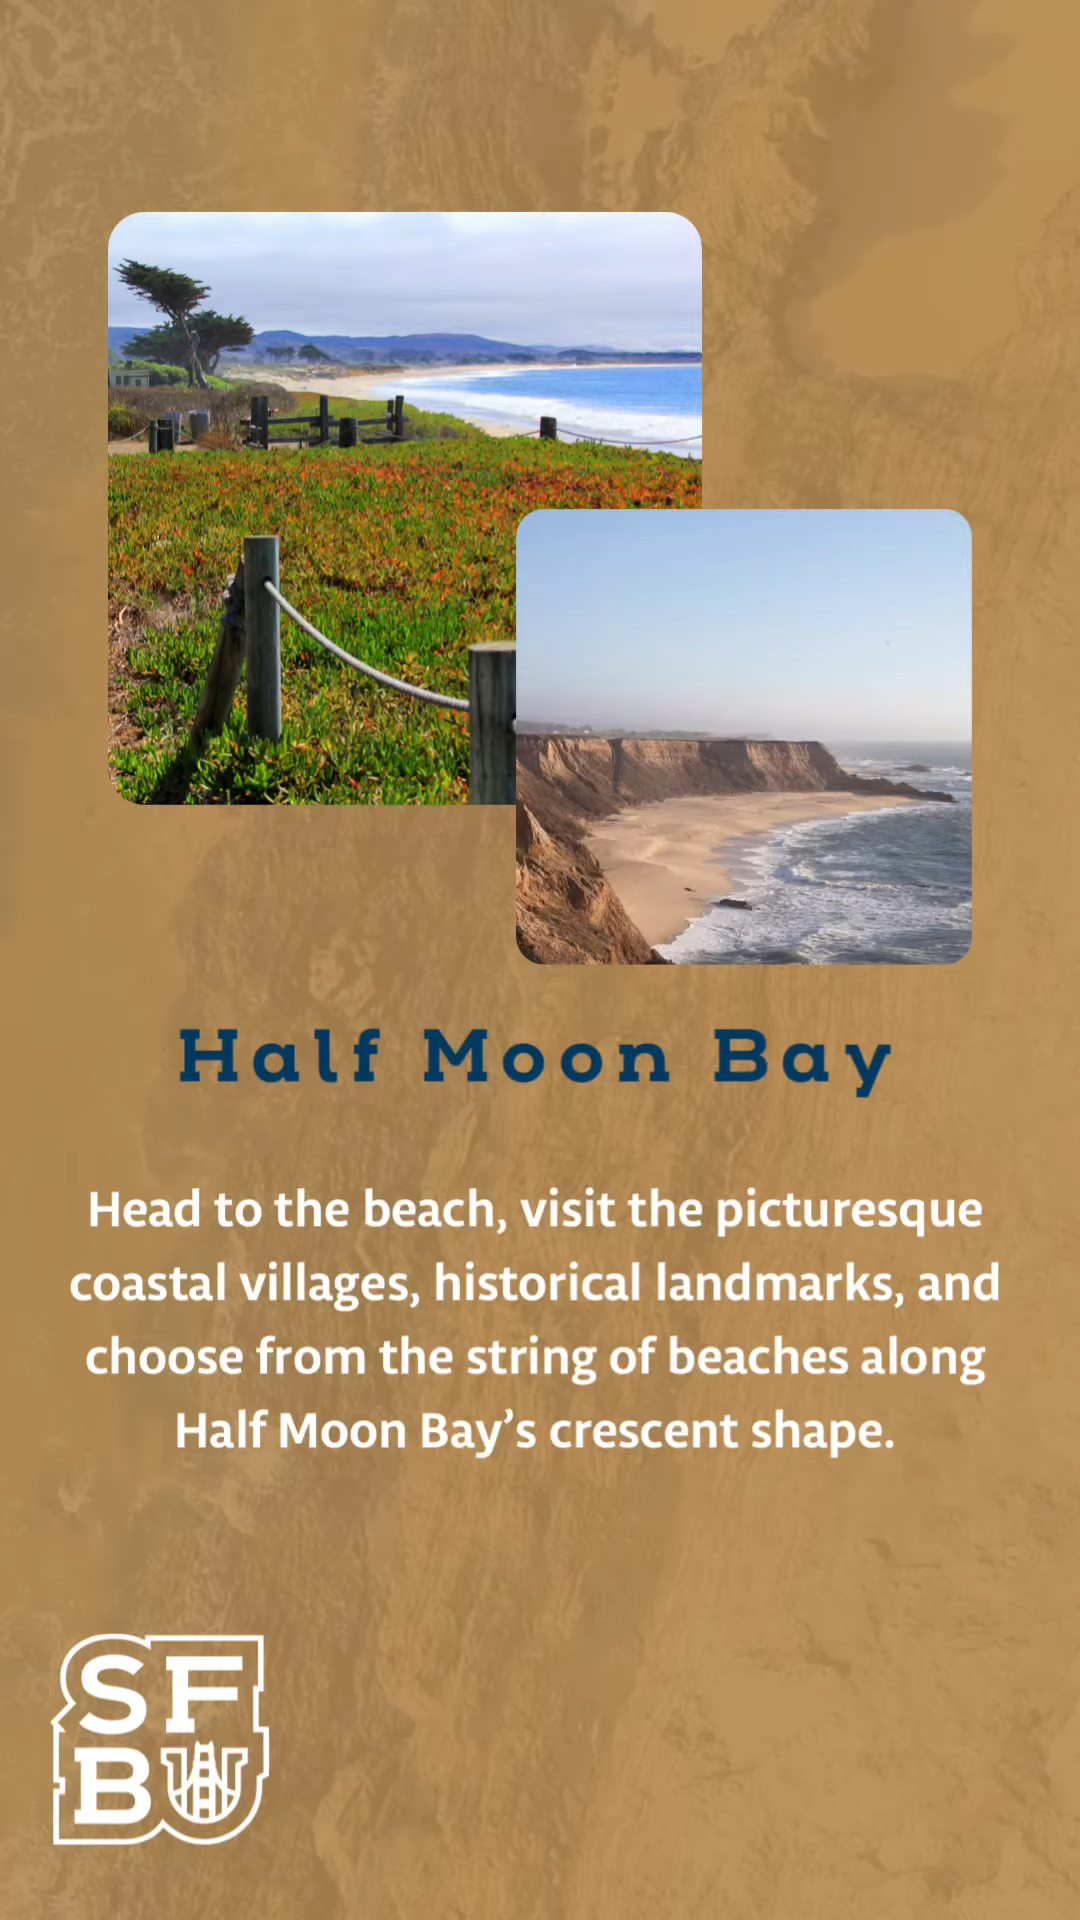 Half Moon Bay
Head to the beach, visit the picturesque
coastal villages, historical landmarks, and
choose from the string of beaches along
Half Moon Bay’s crescent shape.
SF
BU